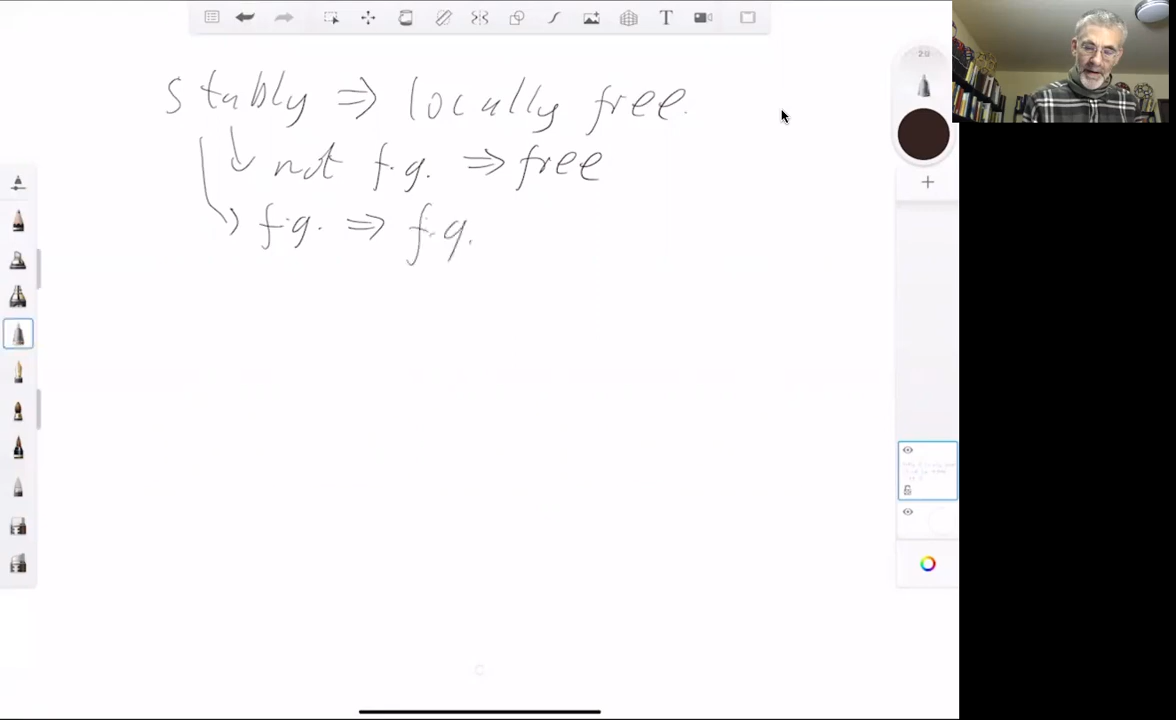 stably ⇒ locally free.
↓ not f.g. ⇒ free
↳ f.g. ⇒ f.g.